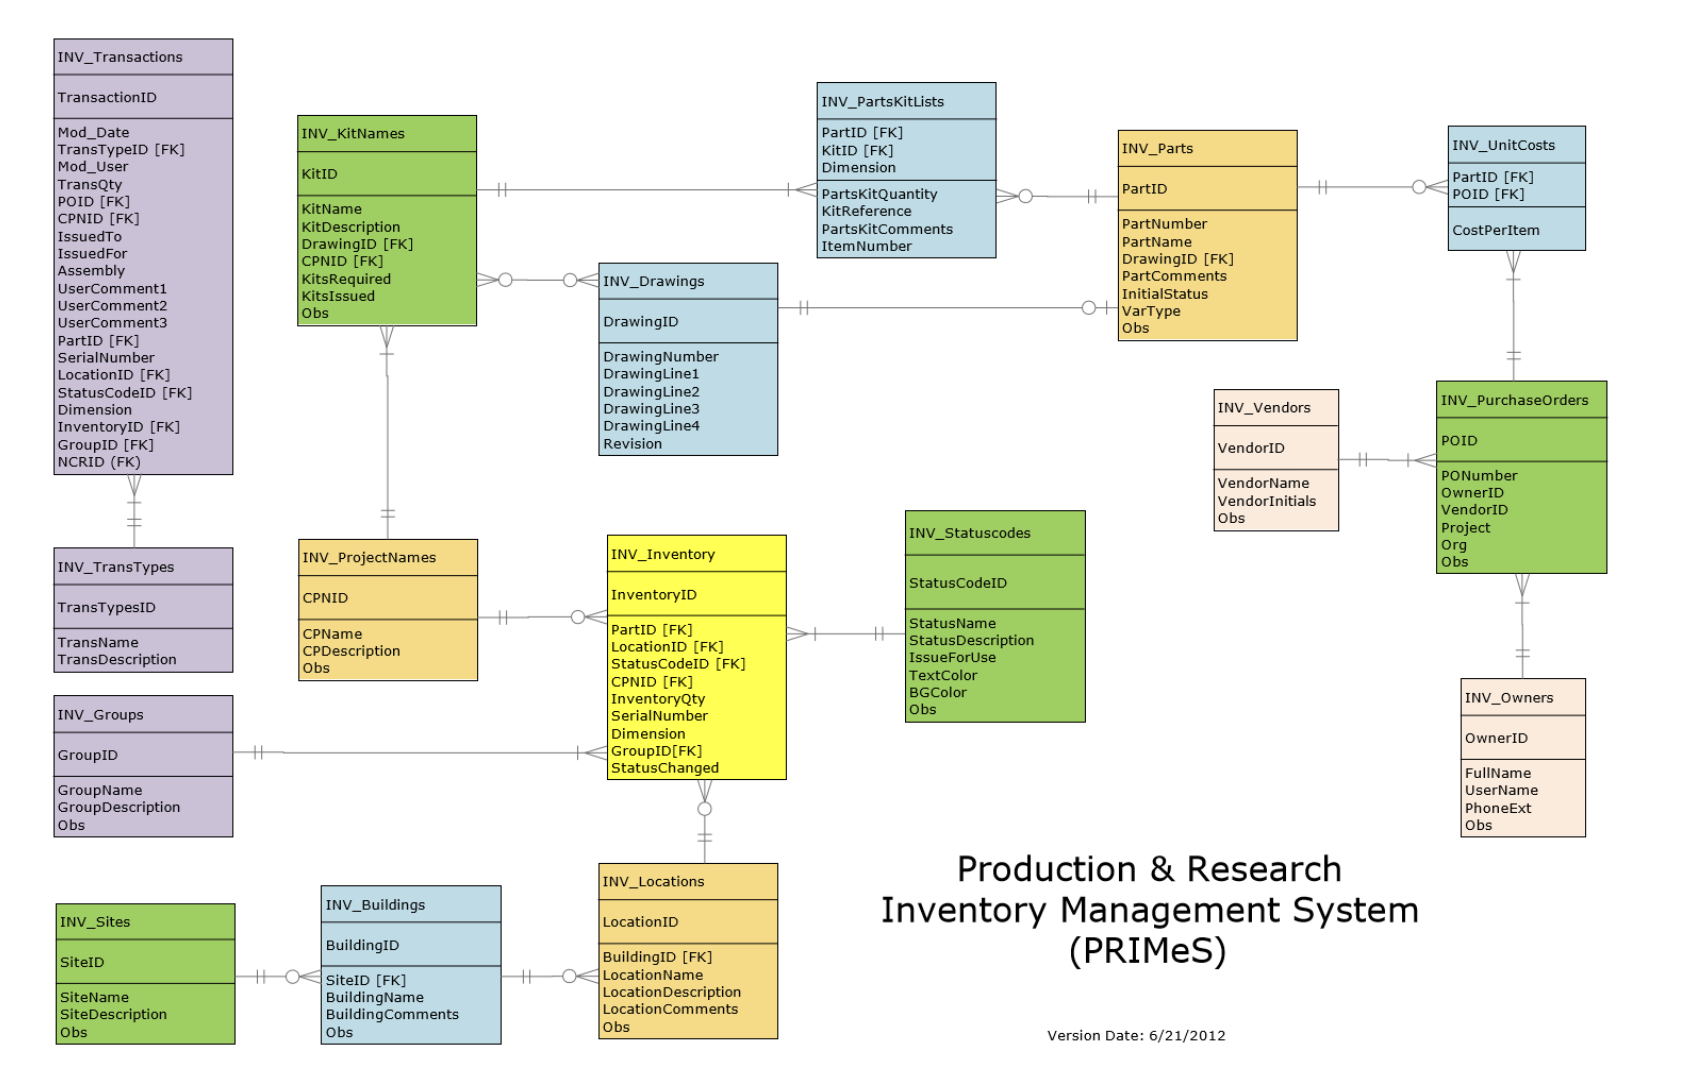 INV_Transactions
TransactionID
Mod_Date
TransTypeID [FK]
Mod_User
TransQty
POID [FK]
CPNID [FK]
IssuedTo
IssuedFor
Assembly
UserComment1
UserComment2
UserComment3
PartID [FK]
SerialNumber
LocationID [FK]
StatusCodeID [FK]
Dimension
InventoryID [FK]
GroupID [FK]
NCRID (FK)
INV_TransTypes
TransTypesID
TransName
TransDescription
INV_Groups
GroupID
GroupName
GroupDescription
Obs
INV_Sites
SiteID
SiteName
SiteDescription
Obs
INV_KitNames
KitID
KitName
KitDescription
DrawingID [FK]
CPNID [FK]
KitsRequired
KitsIssued
Obs
INV_ProjectNames
CPNID
CPName
CPDescription
Obs
INV_Buildings
BuildingID
SiteID [FK]
BuildingName
BuildingComments
Obs
INV_Drawings
DrawingID
DrawingNumber
DrawingLine1
DrawingLine2
DrawingLine3
DrawingLine4
Revision
INV_Inventory
InventoryID
PartID [FK]
LocationID [FK]
StatusCodeID [FK]
CPNID [FK]
InventoryQty
SerialNumber
Dimension
GroupID[FK]
StatusChanged
INV_Locations
LocationID
BuildingID [FK]
LocationName
LocationDescription
LocationComments
Obs
INV_PartsKitLists
PartID [FK]
KitID [FK]
Dimension
PartsKitQuantity
KitReference
PartsKitComments
ItemNumber
INV_Statuscodes
StatusCodeID
StatusName
StatusDescription
IssueForUse
TextColor
BGColor
Obs
INV_Parts
PartID
PartNumber
PartName
DrawingID [FK]
PartComments
InitialStatus
VarType
Obs
INV_Vendors
VendorID
VendorName
VendorInitials
Obs
INV_UnitCosts
PartID [FK]
POID [FK]
CostPerItem
INV_PurchaseOrders
POID
PONumber
OwnerID
VendorID
Project
Org
Obs
INV_Owners
OwnerID
FullName
UserName
PhoneExt
Obs
Production & Research
Inventory Management System
(PRIMeS)
Version Date: 6/21/2012